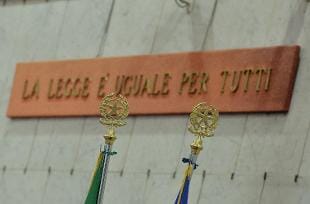 LA LEGGE E' UGUALE PER TUTTI